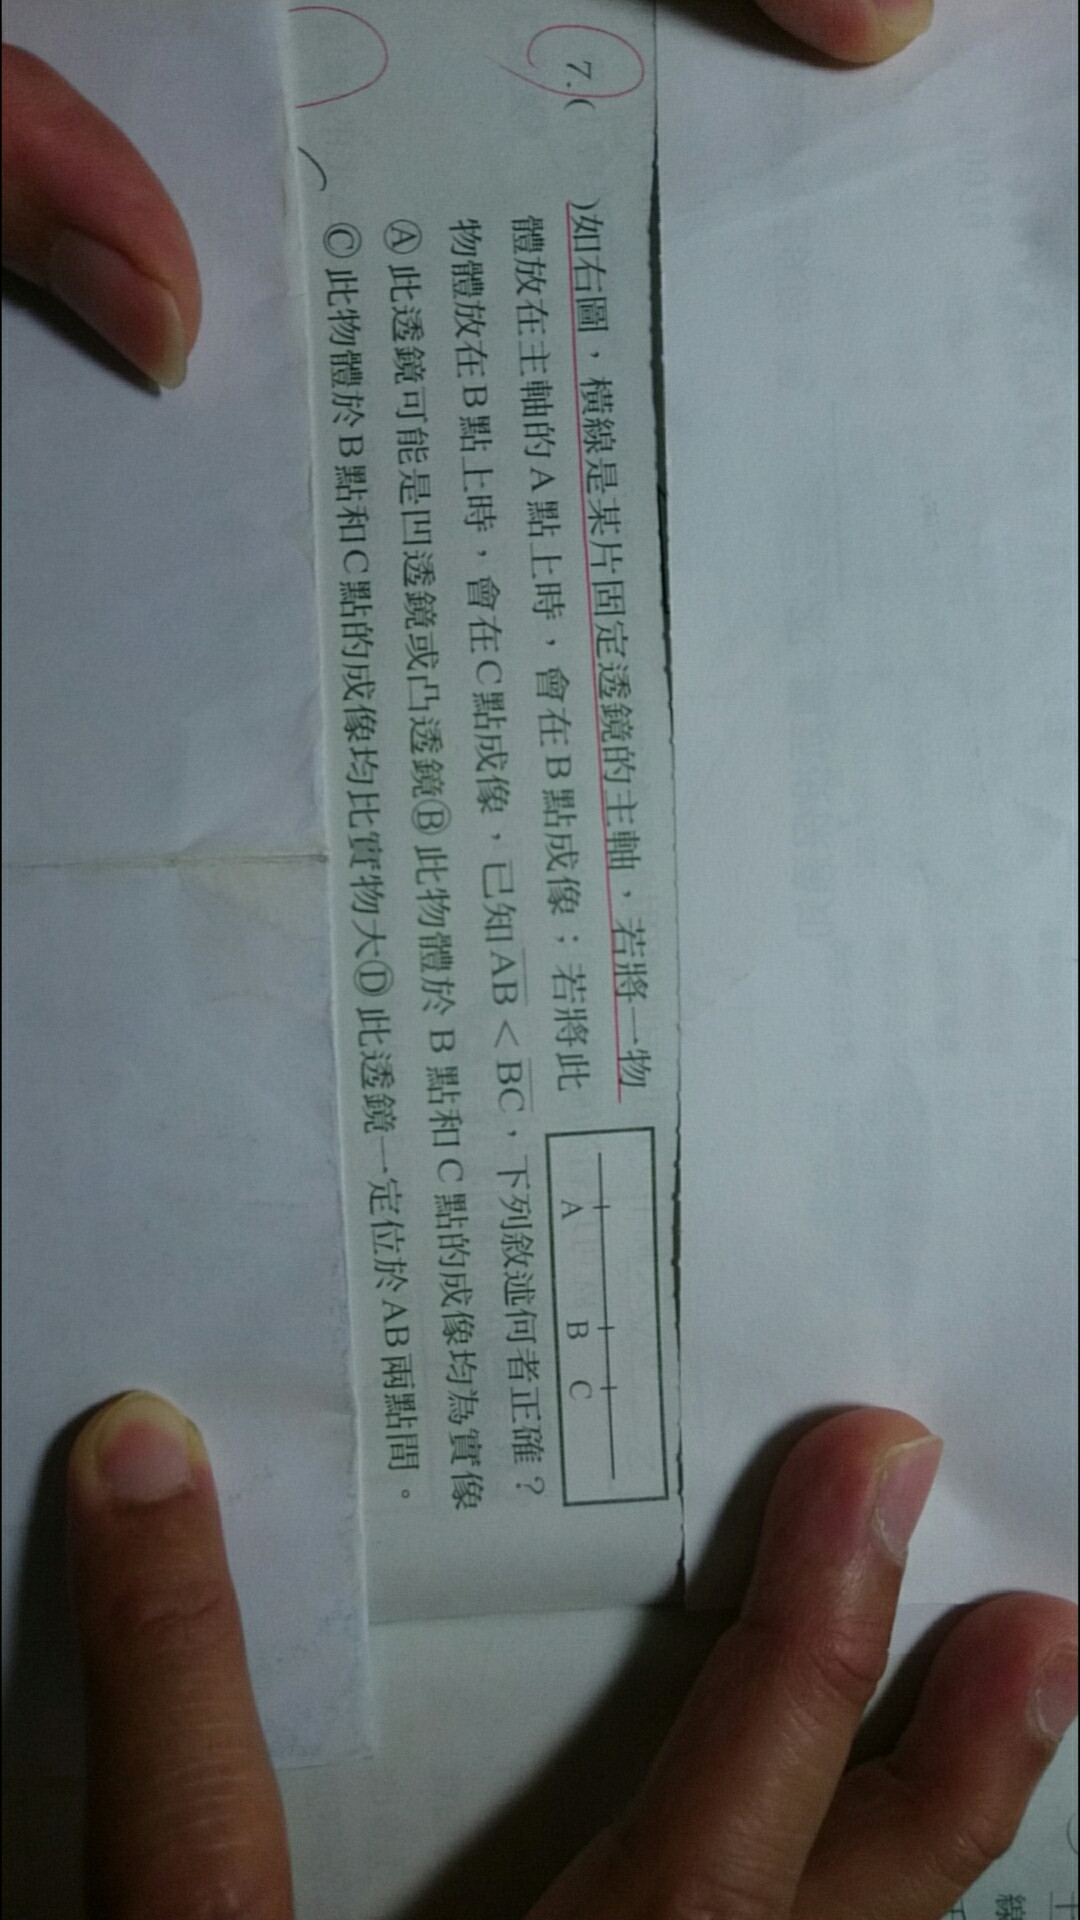 7.(　)如右圖，橫線是某片固定透鏡的主軸，若將一物
體放在主軸的A點上時，會在B點成像；若將此
物體放在B點上時，會在C點成像，已知AB＜BC，下列敘述何者正確？
Ⓐ此透鏡可能是凹透鏡或凸透鏡Ⓑ此物體於B點和C點的成像均為實像
Ⓒ此物體於B點和C點的成像均比實物大Ⓓ此透鏡一定位於AB兩點間。
A B C
線